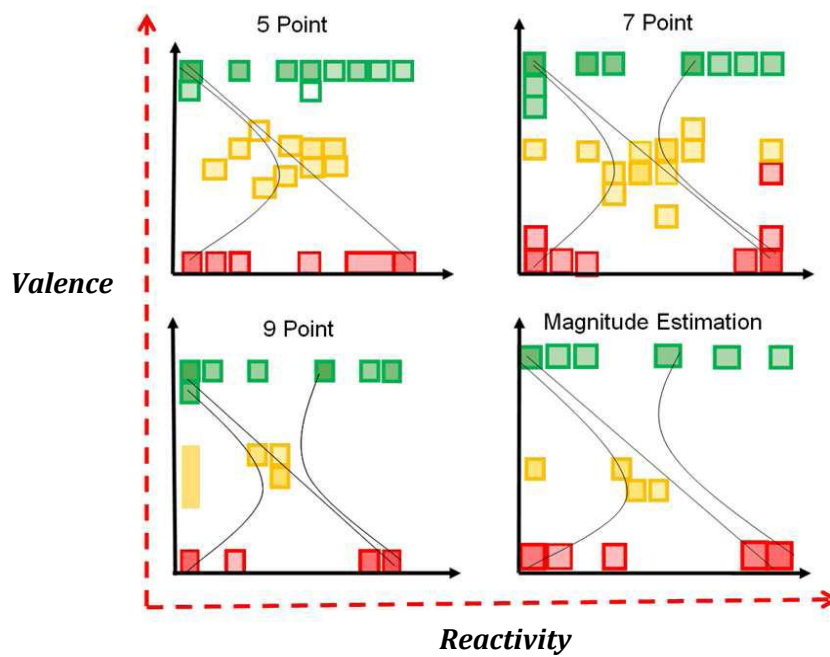 5 Point
7 Point
Valence
9 Point
Magnitude Estimation
Reactivity